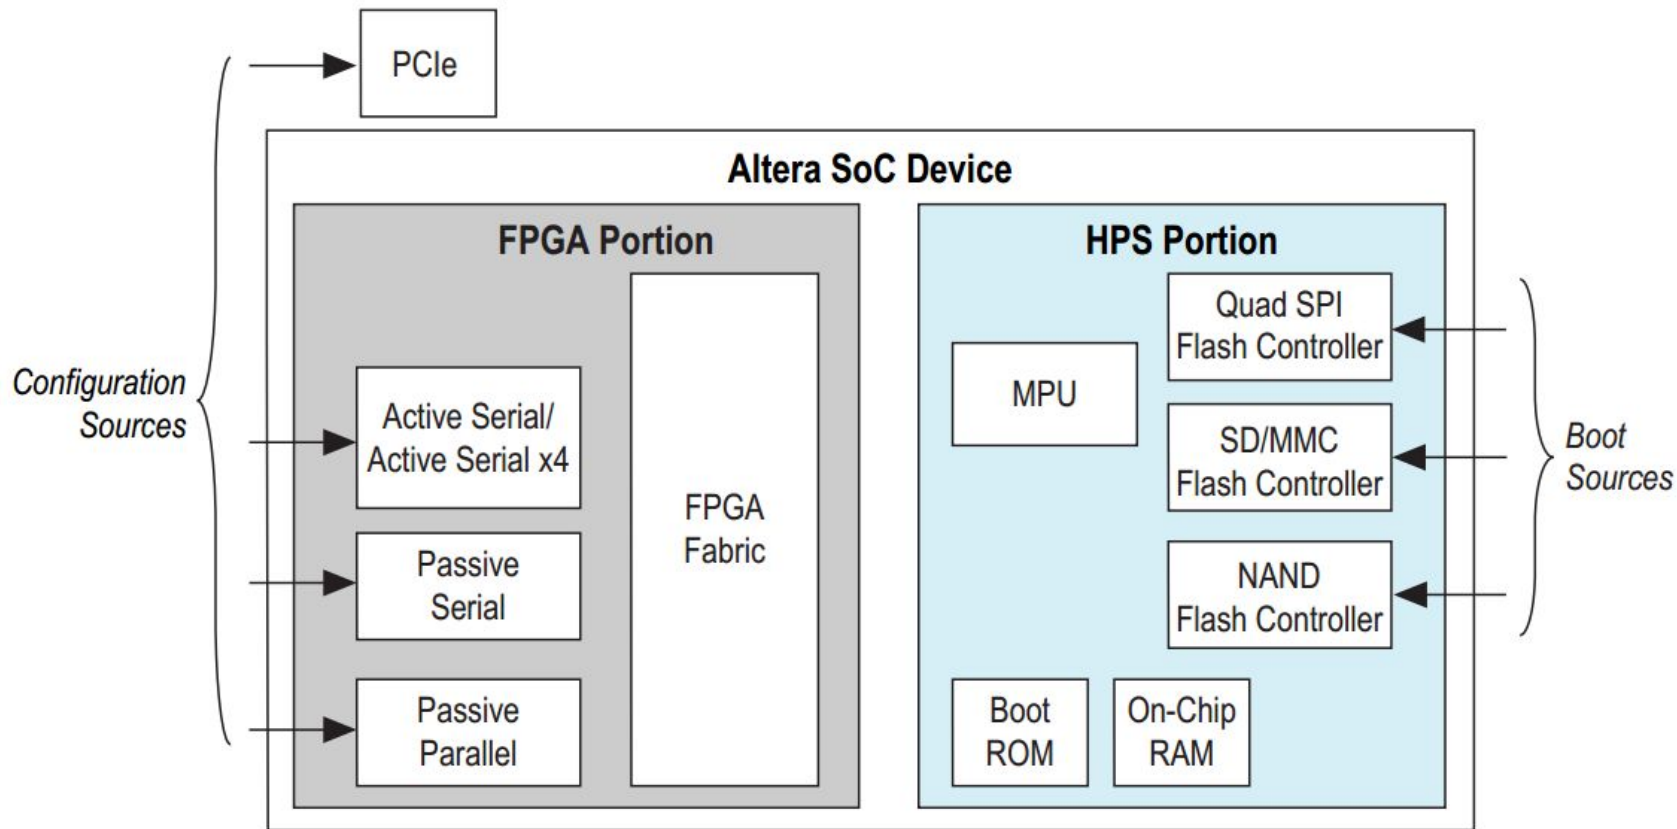 PCIe
Altera SoC Device
FPGA Portion
HPS Portion
Configuration
Sources
Active Serial/
Active Serial x4
Passive
Serial
Passive
Parallel
FPGA
Fabric
MPU
Quad SPI
Flash Controller
SD/MMC
Flash Controller
NAND
Flash Controller
Boot
ROM
On-Chip
RAM
Boot
Sources